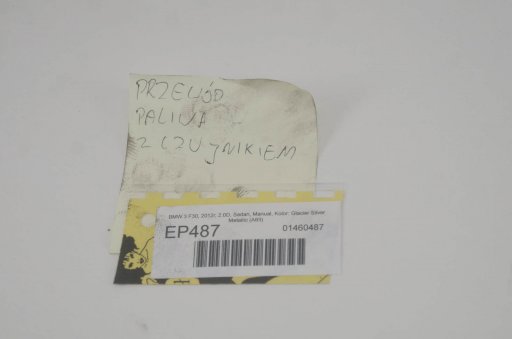 PRZEWÓD
PALIWA
Z CZUJNIKIEM
BMW 3 F30, 2012r, 2.0D, Sedan, Manual, Kolor: Glacier Silver
Metallic (A83)
EP487
01460487